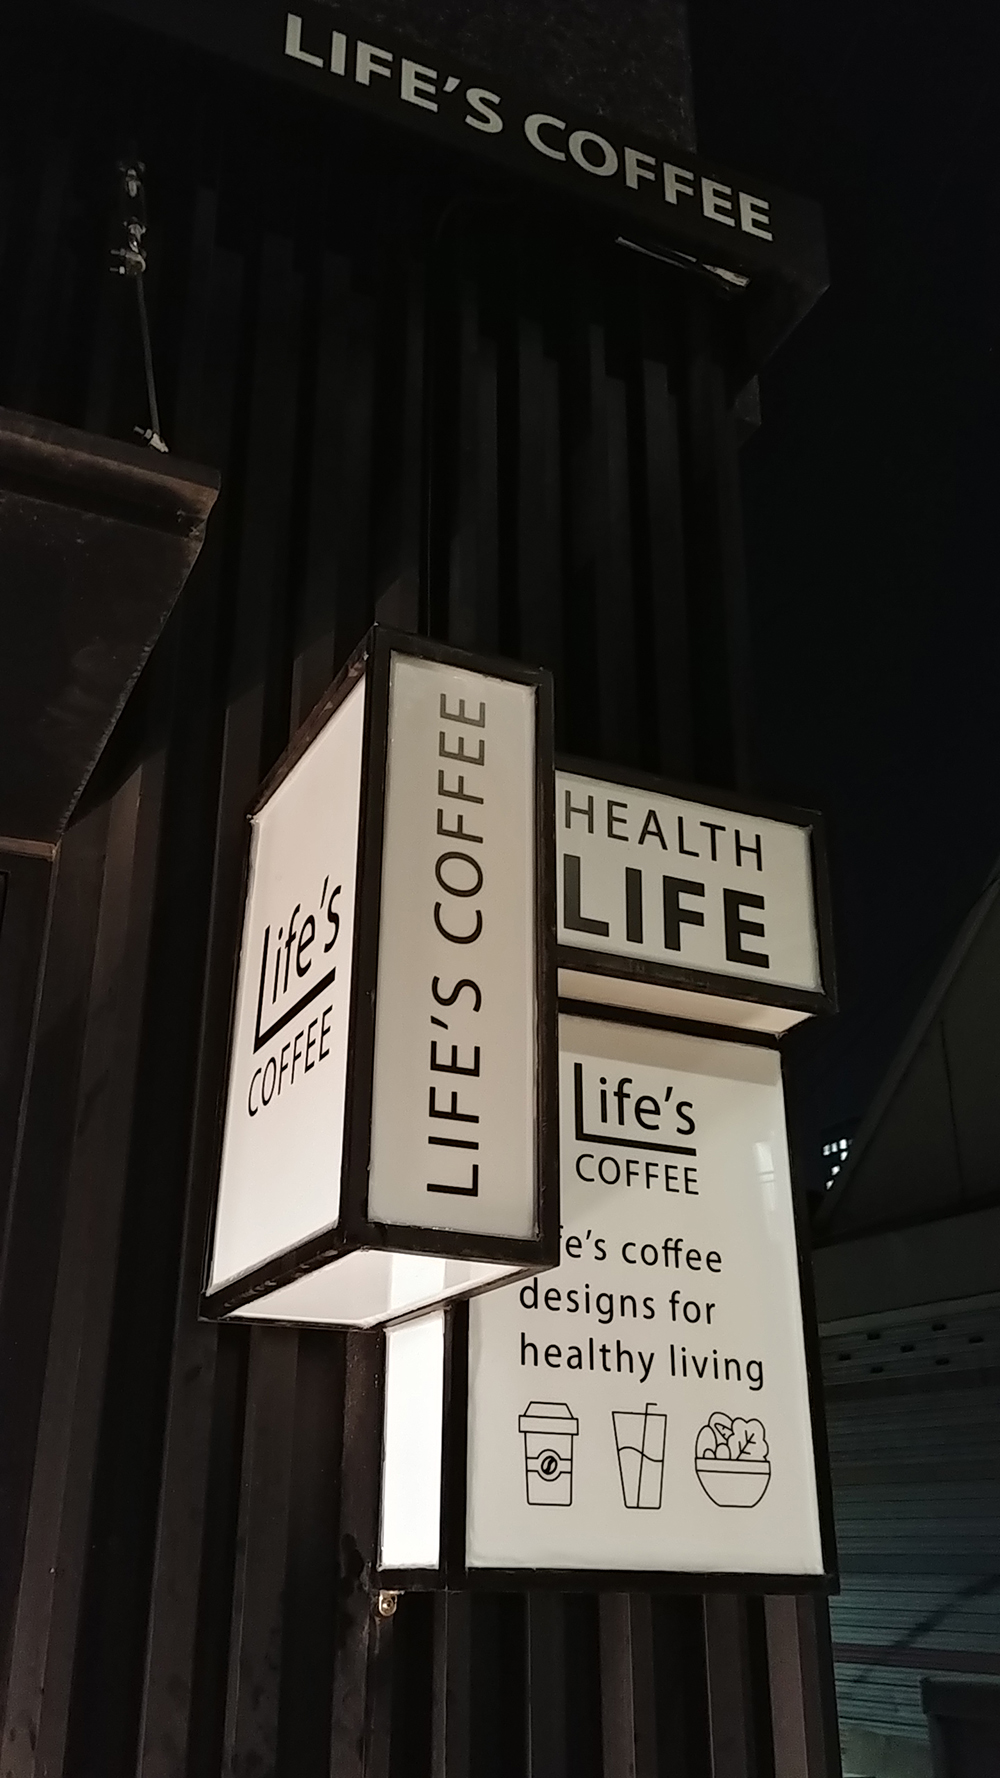 LIFE'S COFFEE
Life's
COFFEE
LIFE'S COFFEE
HEALTH
LIFE
Life's
COFFEE
fe's coffee
designs for
healthy living